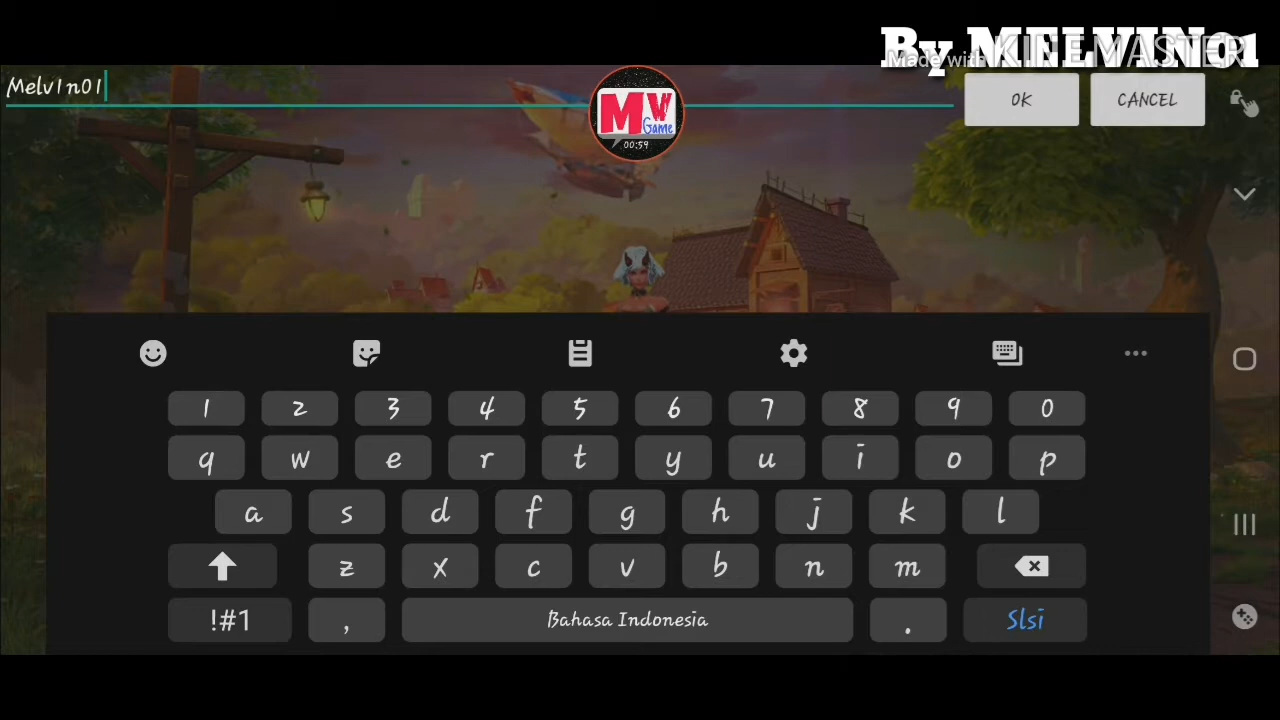 By MELVIN01
Made with KINEMASTER
Melv1n01
OK
CANCEL
MW
Game
00:59
1 2 3 4 5 6 7 8 9 0
q w e r t y u i o p
a s d f g h j k l
z x c v b n m
!#1 , Bahasa Indonesia . Slsi